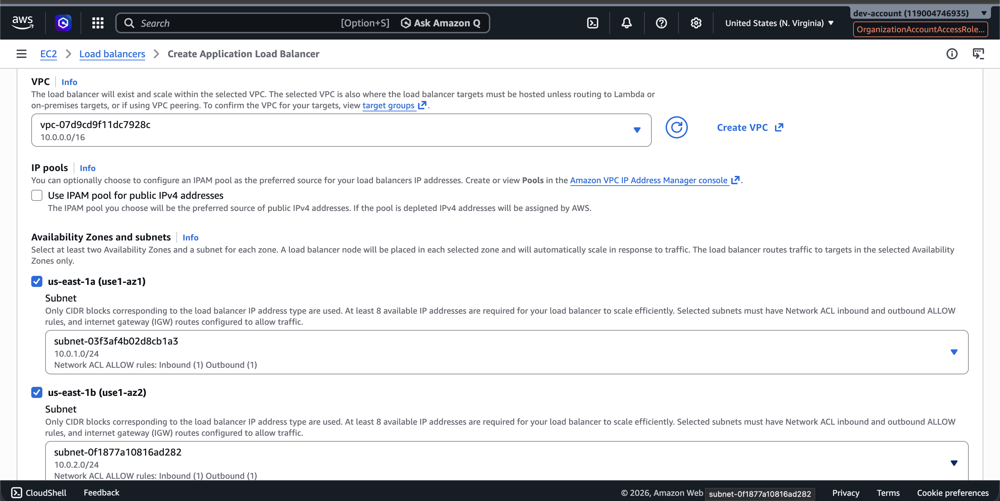 aws
Search [Option+S] Ask Amazon Q
United States (N. Virginia)
dev-account (119004746935)
OrganizationAccountAccessRole...
EC2 Load balancers Create Application Load Balancer
VPC Info
The load balancer will exist and scale within the selected VPC. The selected VPC is also where the load balancer targets must be hosted unless routing to Lambda or
on-premises targets, or if using VPC peering. To confirm the VPC for your targets, view target groups .
vpc-07d9cd9f11dc7928c
10.0.0.0/16
Create VPC
IP pools Info
You can optionally choose to configure an IPAM pool as the preferred source for your load balancers IP addresses. Create or view Pools in the Amazon VPC IP Address Manager console .
Use IPAM pool for public IPv4 addresses
The IPAM pool you choose will be the preferred source of public IPv4 addresses. If the pool is depleted IPv4 addresses will be assigned by AWS.
Availability Zones and subnets Info
Select at least two Availability Zones and a subnet for each zone. A load balancer node will be placed in each selected zone and will automatically scale in response to traffic. The load balancer routes traffic to targets in the selected Availability
Zones only.
us-east-1a (use1-az1)
Subnet
Only CIDR blocks corresponding to the load balancer IP address type are used. At least 8 available IP addresses are required for your load balancer to scale efficiently. Selected subnets must have Network ACL inbound and outbound ALLOW
rules, and internet gateway (IGW) routes configured to allow traffic.
subnet-03f3af4b02d8cb1a3
10.0.1.0/24
Network ACL ALLOW rules: Inbound (1) Outbound (1)
us-east-1b (use1-az2)
Subnet
Only CIDR blocks corresponding to the load balancer IP address type are used. At least 8 available IP addresses are required for your load balancer to scale efficiently. Selected subnets must have Network ACL inbound and outbound ALLOW
rules, and internet gateway (IGW) routes configured to allow traffic.
subnet-0f1877a10816ad282
10.0.2.0/24
Network ACL ALLOW rules: Inbound (1) Outbound (1)
CloudShell Feedback © 2026, Amazon Web subnet-0f1877a10816ad282 Privacy Terms Cookie preferences